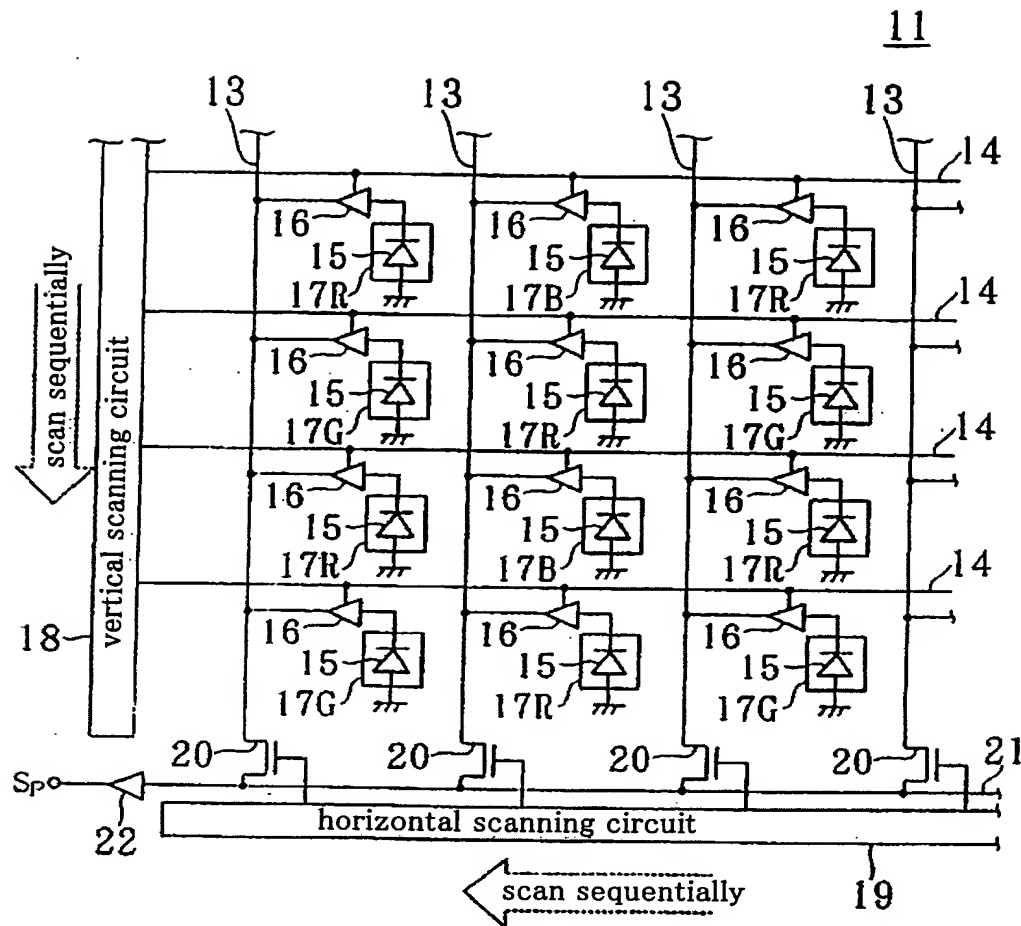 11
13 13 13 13
14
16 16 16
15 15 15
17R 17B 17R
14
16 16 16
15 15 15
17G 17R 17G
14
16 16 16
15 15 15
17R 17B 17R
14
16 16 16
15 15 15
17G 17R 17G
scan sequentially
vertical scanning circuit
18
20 20 20 20
21
SP
22
horizontal scanning circuit
19
scan sequentially